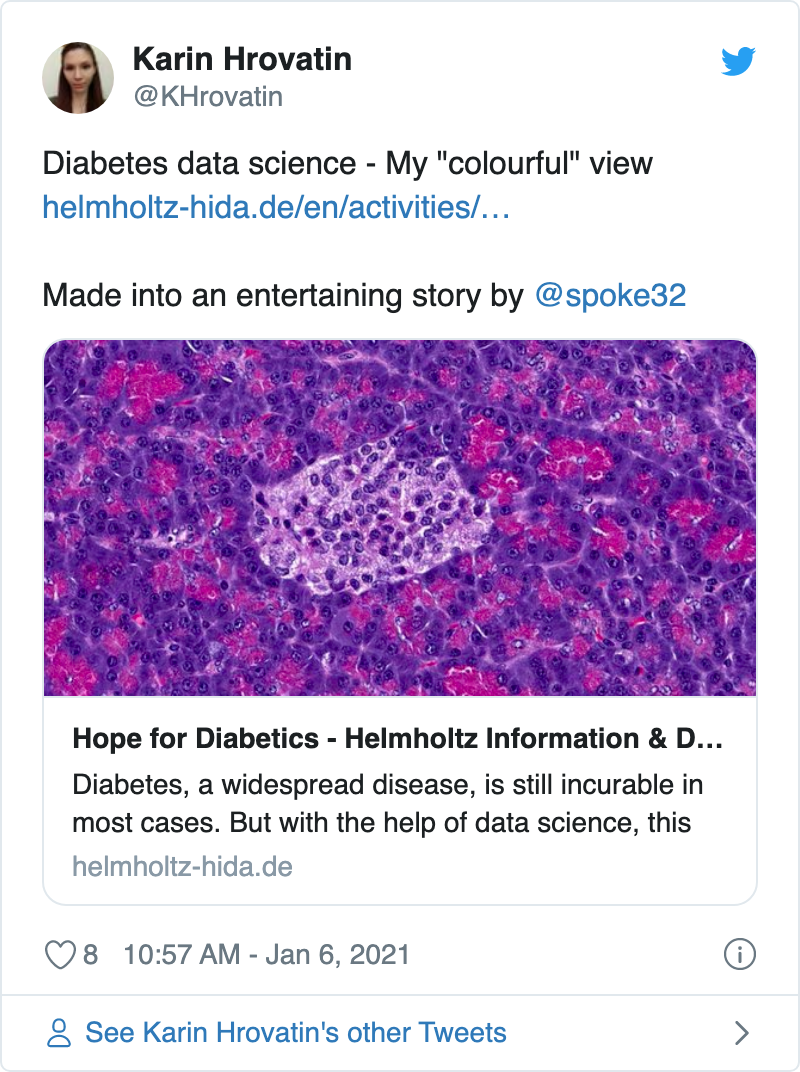 Karin Hrovatin
@KHrovatin
Diabetes data science - My "colourful" view
helmholtz-hida.de/en/activities/…
Made into an entertaining story by @spoke32
Hope for Diabetics - Helmholtz Information & D…
Diabetes, a widespread disease, is still incurable in
most cases. But with the help of data science, this
helmholtz-hida.de
8 10:57 AM - Jan 6, 2021
See Karin Hrovatin's other Tweets